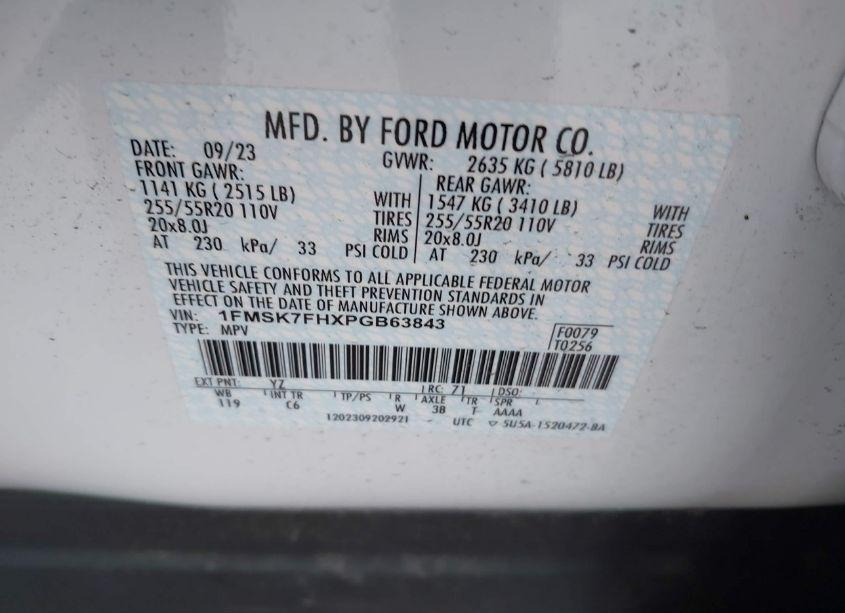 MFD. BY FORD MOTOR CO.
DATE: 09/23 GVWR: 2635 KG ( 5810 LB)
FRONT GAWR: REAR GAWR:
1141 KG ( 2515 LB) WITH 1547 KG ( 3410 LB) WITH
255/55R20 110V TIRES 255/55R20 110V TIRES
20x8.0J RIMS 20x8.0J RIMS
AT 230 kPa/ 33 PSI COLD AT 230 kPa/ 33 PSI COLD
THIS VEHICLE CONFORMS TO ALL APPLICABLE FEDERAL MOTOR
VEHICLE SAFETY AND THEFT PREVENTION STANDARDS IN
EFFECT ON THE DATE OF MANUFACTURE SHOWN ABOVE.
VIN: 1FMSK7FHXPGB63843
TYPE: MPV F0079
T0256
EXT PNT: YZ RC: 71 DSO:
WB INT TR TP/PS R AXLE TR SPR
119 C6 W 38 T AAAA
1202309202921 UTC ▽ 5U5A-1520472-BA